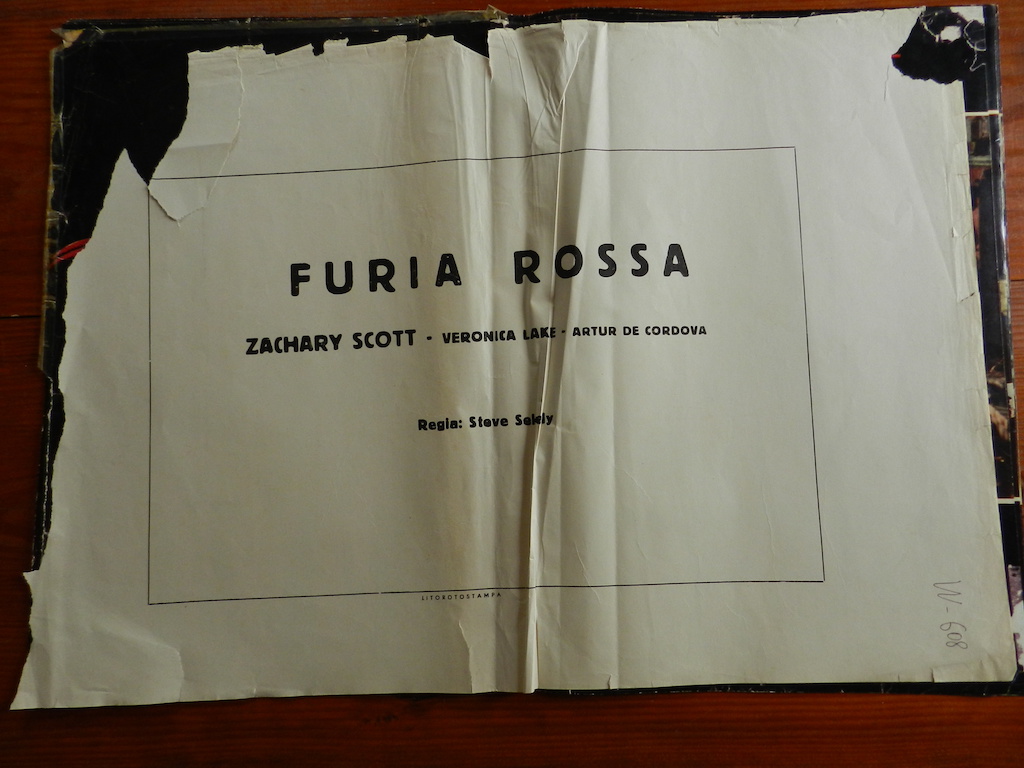 FURIA ROSSA
ZACHARY SCOTT - VERONICA LAKE - ARTUR DE CORDOVA
Regia: Steve Sekely
LITOROTOSTAMPA
W-608